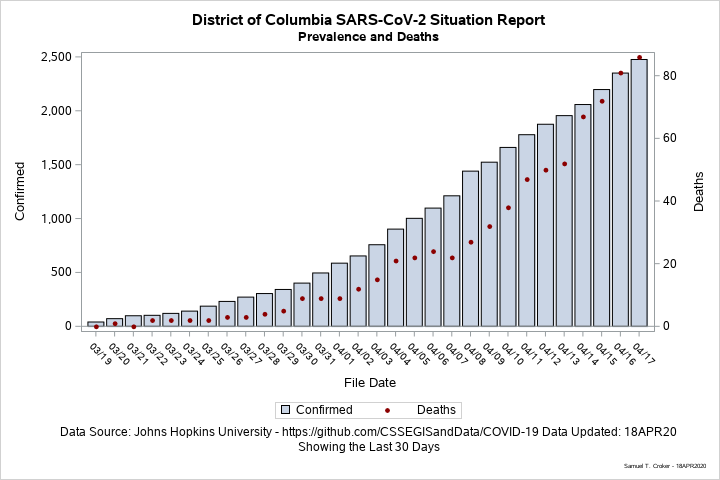 District of Columbia SARS-CoV-2 Situation Report
Prevalence and Deaths
Confirmed
2,500
2,000
1,500
1,000
500
0
Deaths
80
60
40
20
0
03/19 03/20 03/21 03/22 03/23 03/24 03/25 03/26 03/27 03/28 03/29 03/30 03/31 04/01 04/02 04/03 04/04 04/05 04/06 04/07 04/08 04/09 04/10 04/11 04/12 04/13 04/14 04/15 04/16 04/17
File Date
Confirmed Deaths
Data Source: Johns Hopkins University - https://github.com/CSSEGISandData/COVID-19 Data Updated: 18APR20
Showing the Last 30 Days
Samuel T. Croker - 18APR2020